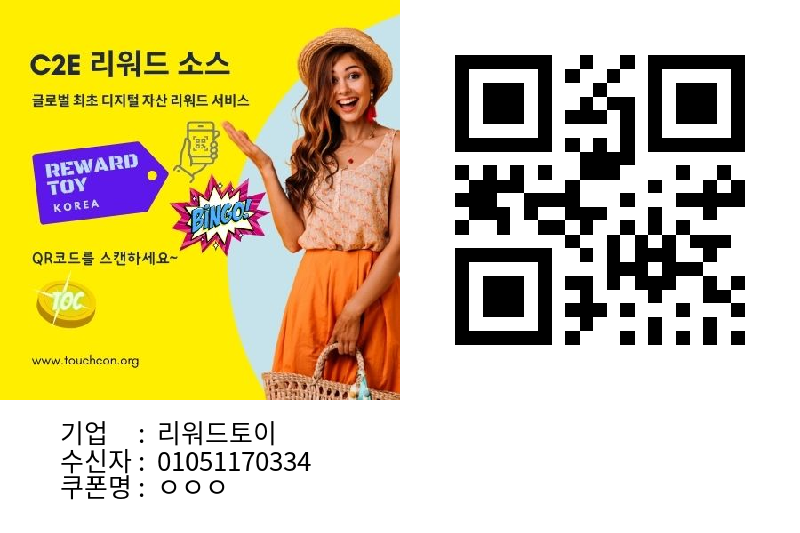 C2E 리워드 소스
글로벌 최초 디지털 자산 리워드 서비스
REWARD
TOY
KOREA
BINGO!
QR코드를 스캔하세요~
TOC
www.touchcon.org
기업 : 리워드토이
수신자 : 01051170334
쿠폰명 : ㅇㅇㅇ